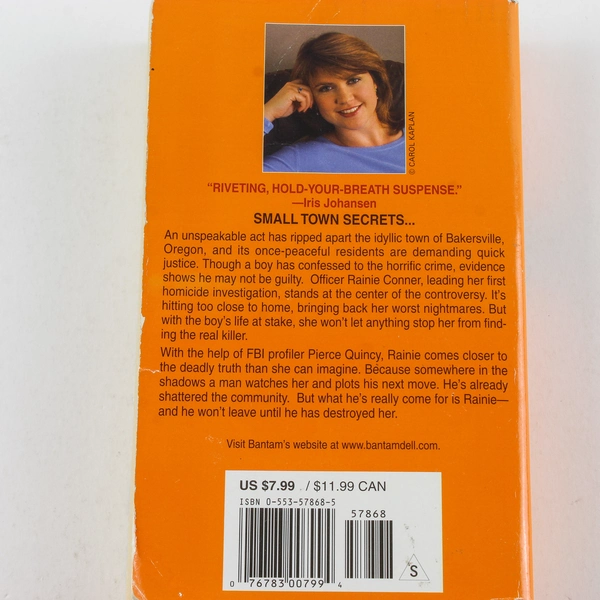 © CAROL KAPLAN
“RIVETING, HOLD-YOUR-BREATH SUSPENSE.”
—Iris Johansen
SMALL TOWN SECRETS...
An unspeakable act has ripped apart the idyllic town of Bakersville,
Oregon, and its once-peaceful residents are demanding quick
justice. Though a boy has confessed to the horrific crime, evidence
shows he may not be guilty. Officer Rainie Conner, leading her first
homicide investigation, stands at the center of the controversy. It's
hitting too close to home, bringing back her worst nightmares. But
with the boy's life at stake, she won't let anything stop her from find-
ing the real killer.
With the help of FBI profiler Pierce Quincy, Rainie comes closer to
the deadly truth than she can imagine. Because somewhere in the
shadows a man watches her and plots his next move. He's already
shattered the community. But what he's really come for is Rainie—
and he won't leave until he has destroyed her.
Visit Bantam's website at www.bantamdell.com.
US $7.99 / $11.99 CAN
ISBN 0-553-57868-5
57868
0 76783 00799 4
S